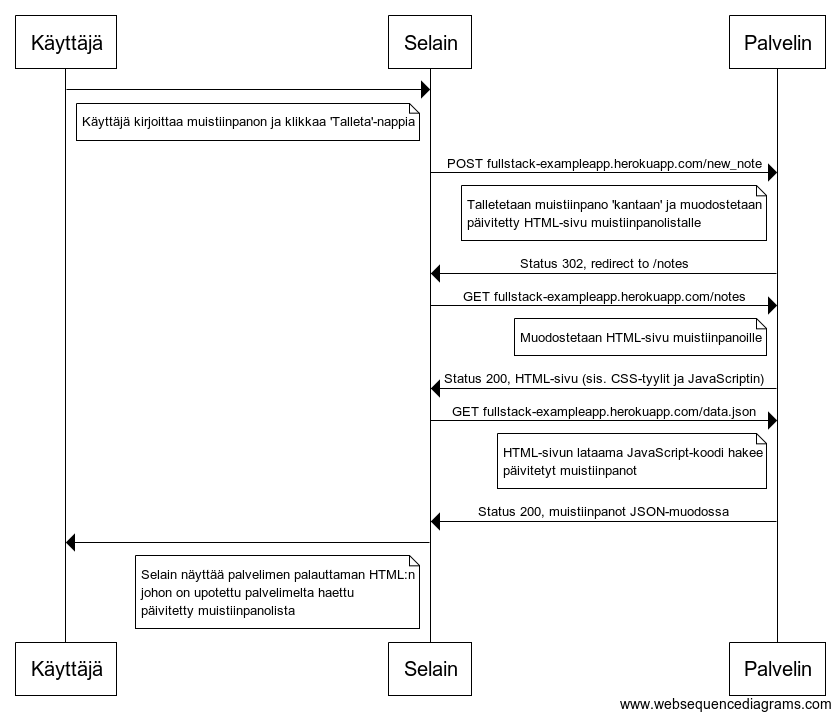 Käyttäjä
Selain
Palvelin
Käyttäjä kirjoittaa muistiinpanon ja klikkaa 'Talleta'-nappia
POST fullstack-exampleapp.herokuapp.com/new_note
Talletetaan muistiinpano 'kantaan' ja muodostetaan
päivitetty HTML-sivu muistiinpanolistalle
Status 302, redirect to /notes
GET fullstack-exampleapp.herokuapp.com/notes
Muodostetaan HTML-sivu muistiinpanoille
Status 200, HTML-sivu (sis. CSS-tyylit ja JavaScriptin)
GET fullstack-exampleapp.herokuapp.com/data.json
HTML-sivun lataama JavaScript-koodi hakee
päivitetyt muistiinpanot
Status 200, muistiinpanot JSON-muodossa
Selain näyttää palvelimen palauttaman HTML:n
johon on upotettu palvelimelta haettu
päivitetty muistiinpanolista
Käyttäjä
Selain
Palvelin
www.websequencediagrams.com